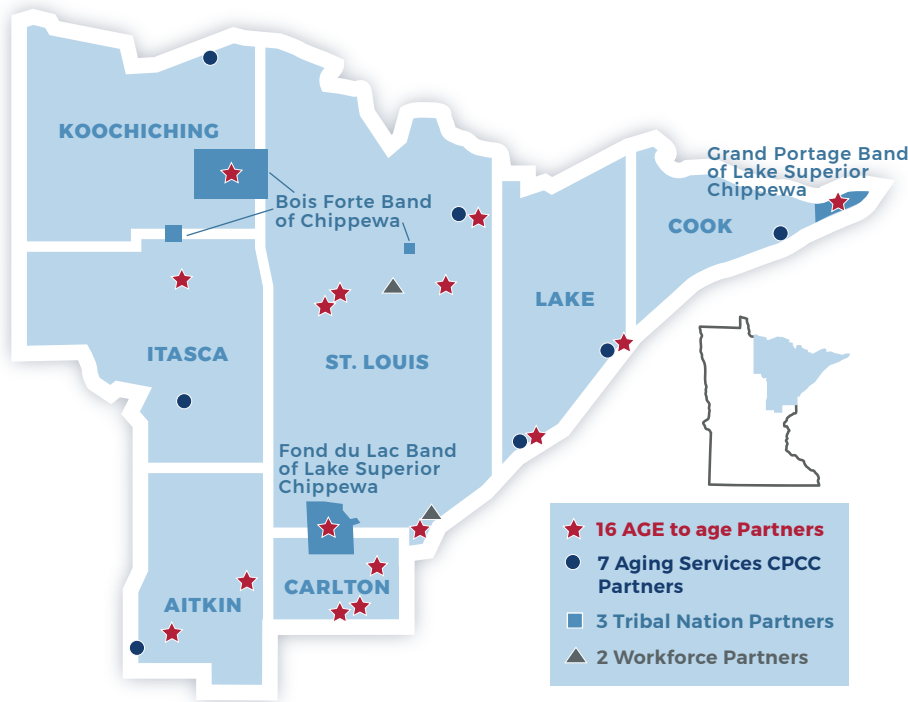 KOOCHICHING
Grand Portage Band
of Lake Superior
Chippewa
Bois Forte Band
of Chippewa
COOK
LAKE
ITASCA
ST. LOUIS
Fond du Lac Band
of Lake Superior
Chippewa
CARLTON
AITKIN
16 AGE to age Partners
7 Aging Services CPCC
Partners
3 Tribal Nation Partners
2 Workforce Partners